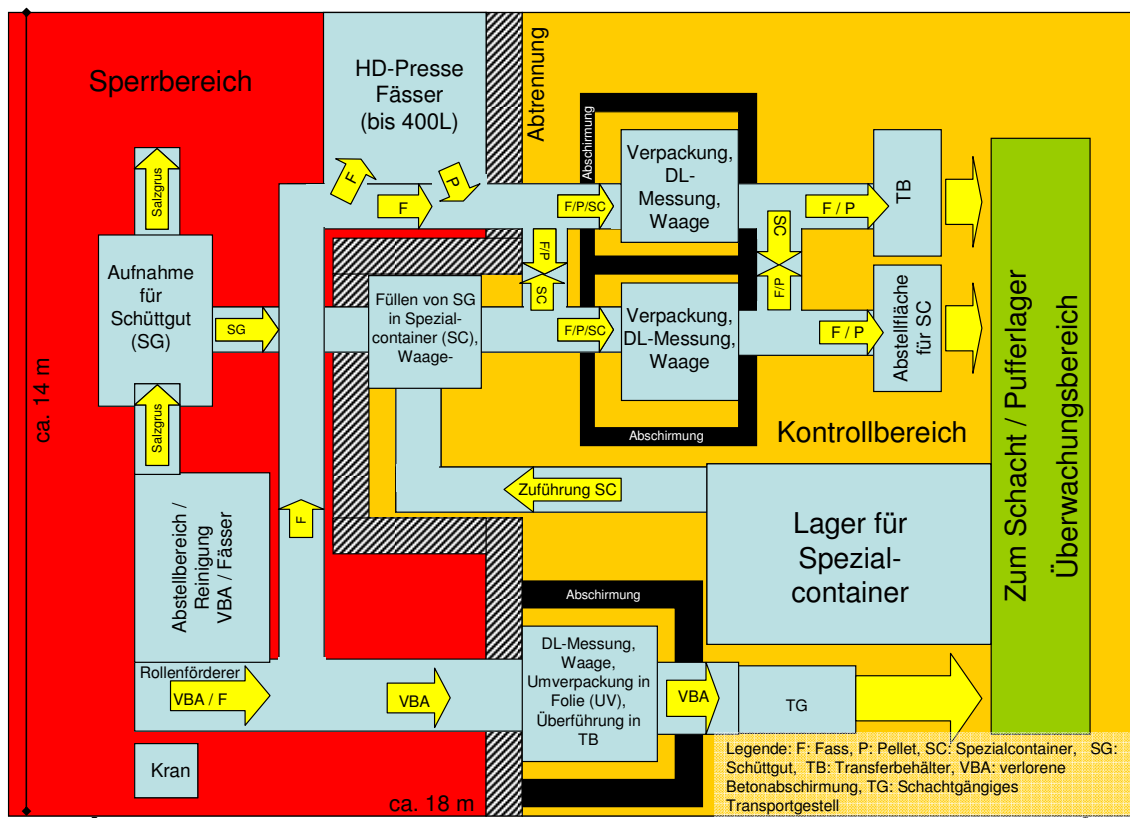 Sperrbereich
HD-Presse
Fässer
(bis 400L)
Abtrennung
Abschirmung
Abschirmung
Verpackung,
DL-
Messung,
Waage
TB
Salzgrus
F
P
F
F/P/SC
F/P
SC
SC
F/P
F / P
Aufnahme
für
Schüttgut
(SG)
SG
Füllen von SG
in Spezial-
container (SC),
Waage-
F/P/SC
Verpackung,
DL-Messung,
Waage
F / P
Abstellfläche
für SC
Salzgrus
Abschirmung
Kontrollbereich
ca. 14 m
Zuführung SC
Lager für
Spezial-
container
Zum Schacht / Pufferlager
Überwachungsbereich
Abstellbereich /
Reinigung
VBA / Fässer
F
Abschirmung
Rollenförderer
VBA / F
VBA
DL-Messung,
Waage,
Umverpackung in
Folie (UV),
Überführung in
TB
VBA
TG
Kran
ca. 18 m
Legende: F: Fass, P: Pellet, SC: Spezialcontainer, SG:
Schüttgut, TB: Transferbehälter, VBA: verlorene
Betonabschirmung, TG: Schachtgängiges
Transportgestell